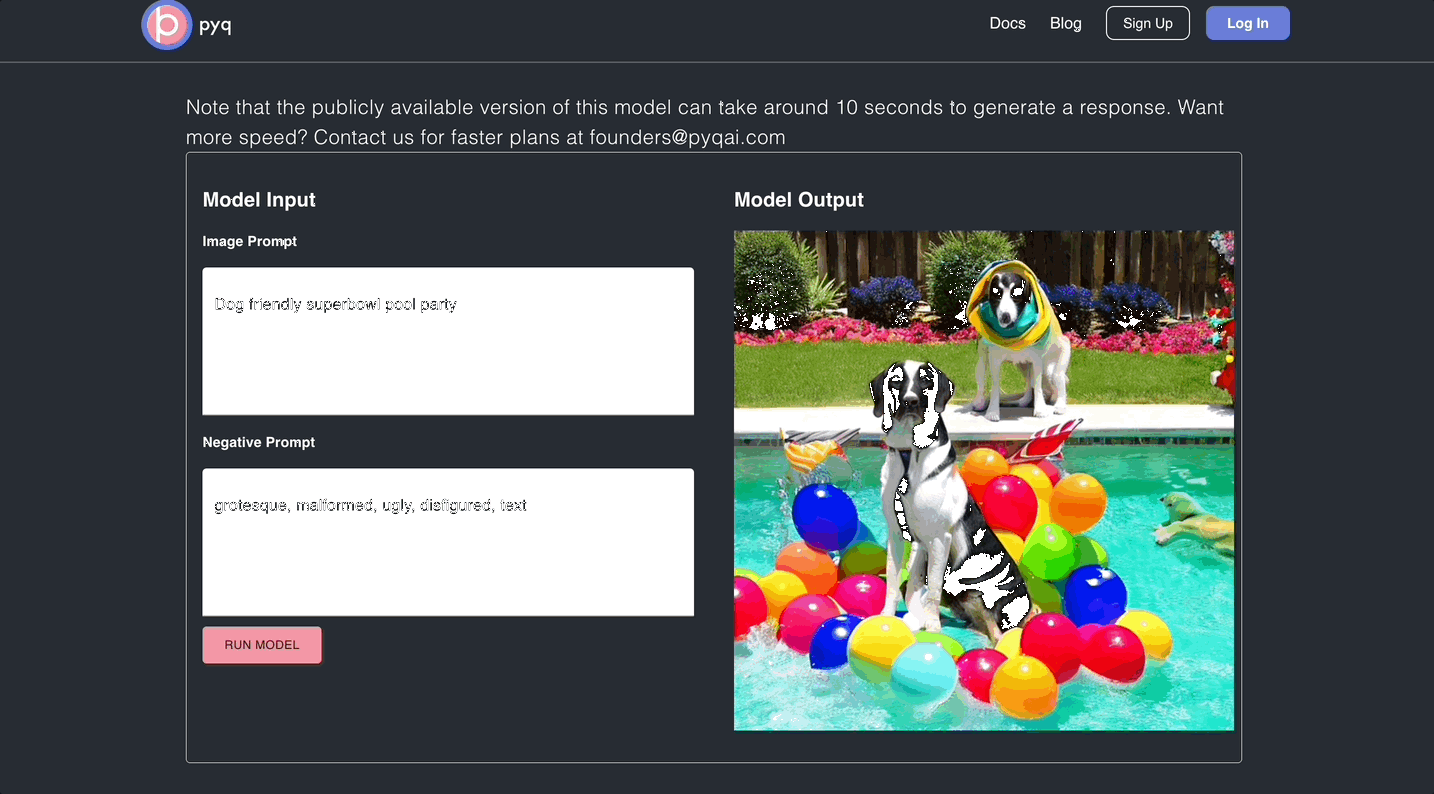 pyq
Docs
Blog
Sign Up
Log In
Note that the publicly available version of this model can take around 10 seconds to generate a response. Want
more speed? Contact us for faster plans at founders@pyqai.com
Model Input
Image Prompt
Dog friendly superbowl pool party
Negative Prompt
grotesque, malformed, ugly, disfigured, text
RUN MODEL
Model Output